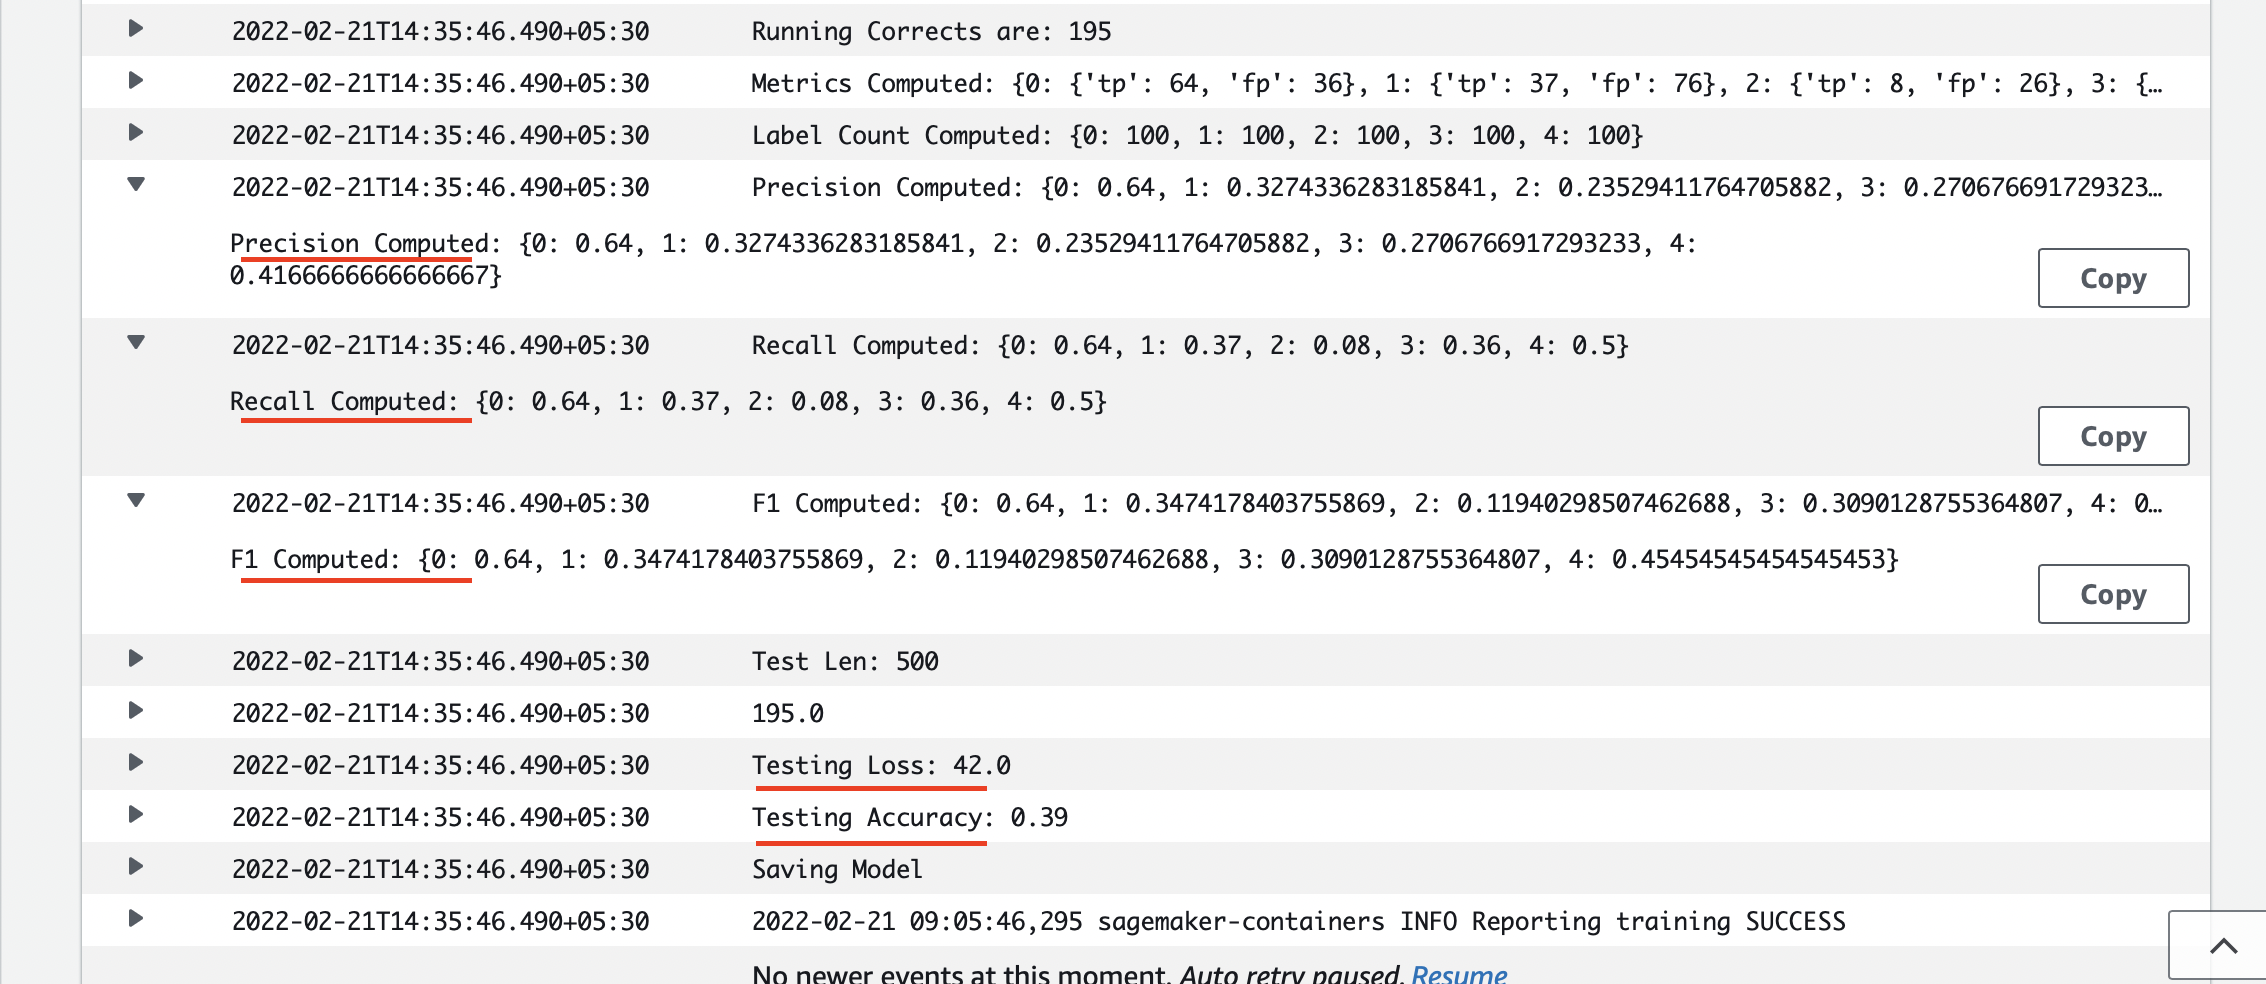 2022-02-21T14:35:46.490+05:30 Running Corrects are: 195
2022-02-21T14:35:46.490+05:30 Metrics Computed: {0: {'tp': 64, 'fp': 36}, 1: {'tp': 37, 'fp': 76}, 2: {'tp': 8, 'fp': 26}, 3: {…
2022-02-21T14:35:46.490+05:30 Label Count Computed: {0: 100, 1: 100, 2: 100, 3: 100, 4: 100}
2022-02-21T14:35:46.490+05:30 Precision Computed: {0: 0.64, 1: 0.3274336283185841, 2: 0.23529411764705882, 3: 0.270676691729323…
Precision Computed: {0: 0.64, 1: 0.3274336283185841, 2: 0.23529411764705882, 3: 0.2706766917293233, 4:
0.4166666666666667}
Copy
2022-02-21T14:35:46.490+05:30 Recall Computed: {0: 0.64, 1: 0.37, 2: 0.08, 3: 0.36, 4: 0.5}
Recall Computed: {0: 0.64, 1: 0.37, 2: 0.08, 3: 0.36, 4: 0.5}
Copy
2022-02-21T14:35:46.490+05:30 F1 Computed: {0: 0.64, 1: 0.3474178403755869, 2: 0.11940298507462688, 3: 0.3090128755364807, 4: 0…
F1 Computed: {0: 0.64, 1: 0.3474178403755869, 2: 0.11940298507462688, 3: 0.3090128755364807, 4: 0.45454545454545453}
Copy
2022-02-21T14:35:46.490+05:30 Test Len: 500
2022-02-21T14:35:46.490+05:30 195.0
2022-02-21T14:35:46.490+05:30 Testing Loss: 42.0
2022-02-21T14:35:46.490+05:30 Testing Accuracy: 0.39
2022-02-21T14:35:46.490+05:30 Saving Model
2022-02-21T14:35:46.490+05:30 2022-02-21 09:05:46,295 sagemaker-containers INFO Reporting training SUCCESS
No newer events at this moment. Auto retry paused. Resume